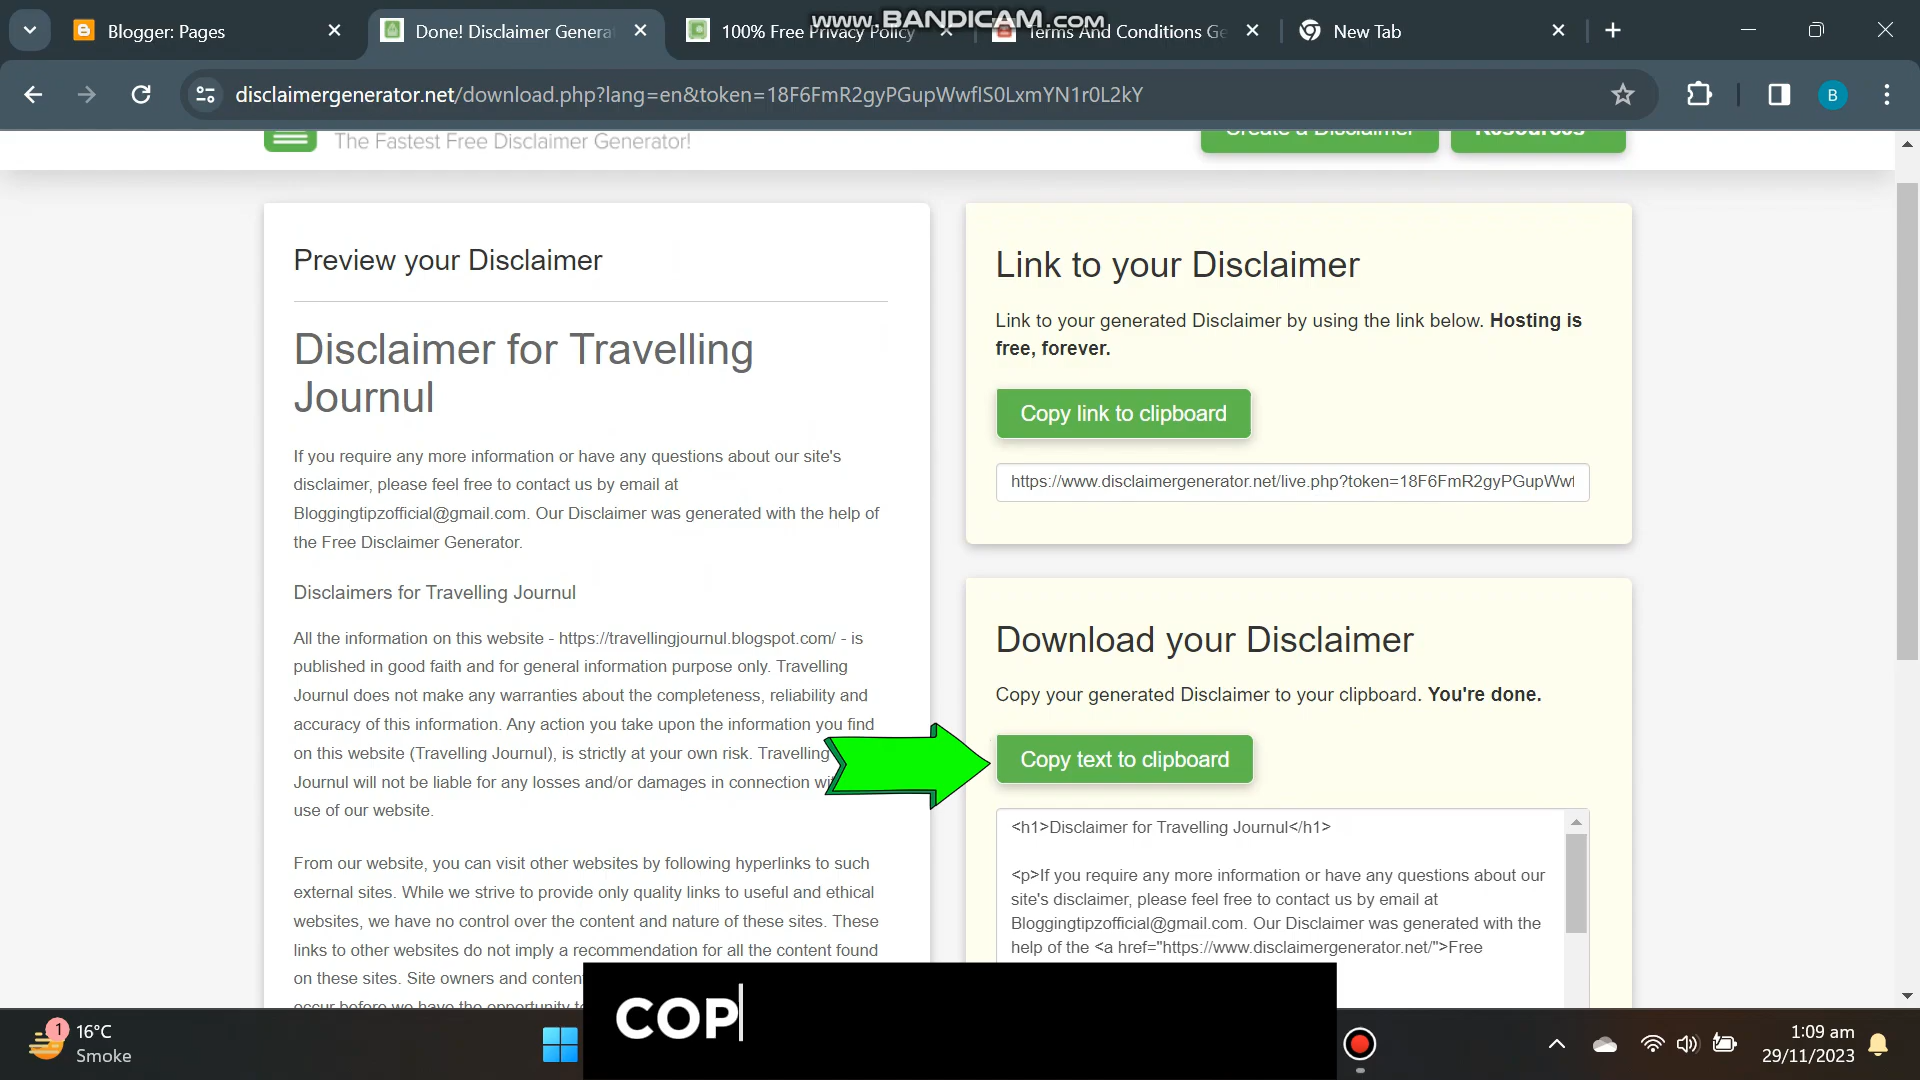 www.BANDICAM.com
Blogger: Pages
Done! Disclaimer Genera
100% Free Privacy Policy
Terms And Conditions Ge
New Tab
disclaimergenerator.net/download.php?lang=en&token=18F6FmR2gyPGupWwflS0LxmYN1r0L2kY
B
The Fastest Free Disclaimer Generator!
Create a Disclaimer
Resources
Preview your Disclaimer
Disclaimer for Travelling
Journul
If you require any more information or have any questions about our site's
disclaimer, please feel free to contact us by email at
Bloggingtipzofficial@gmail.com. Our Disclaimer was generated with the help of
the Free Disclaimer Generator.
Disclaimers for Travelling Journul
All the information on this website - https://travellingjournul.blogspot.com/ - is
published in good faith and for general information purpose only. Travelling
Journul does not make any warranties about the completeness, reliability and
accuracy of this information. Any action you take upon the information you find
on this website (Travelling Journul), is strictly at your own risk. Travelling
Journul will not be liable for any losses and/or damages in connection wi
use of our website.
From our website, you can visit other websites by following hyperlinks to such
external sites. While we strive to provide only quality links to useful and ethical
websites, we have no control over the content and nature of these sites. These
links to other websites do not imply a recommendation for all the content found
on these sites. Site owners and conten
occur before we have the opportunity t
Link to your Disclaimer
Link to your generated Disclaimer by using the link below. Hosting is
free, forever.
Copy link to clipboard
https://www.disclaimergenerator.net/live.php?token=18F6FmR2gyPGupWwf
Download your Disclaimer
Copy your generated Disclaimer to your clipboard. You're done.
Copy text to clipboard
<h1>Disclaimer for Travelling Journul</h1>
<p>If you require any more information or have any questions about our
site's disclaimer, please feel free to contact us by email at
Bloggingtipzofficial@gmail.com. Our Disclaimer was generated with the
help of the <a href="https://www.disclaimergenerator.net/">Free
COP
1
16°C
Smoke
1:09 am
29/11/2023